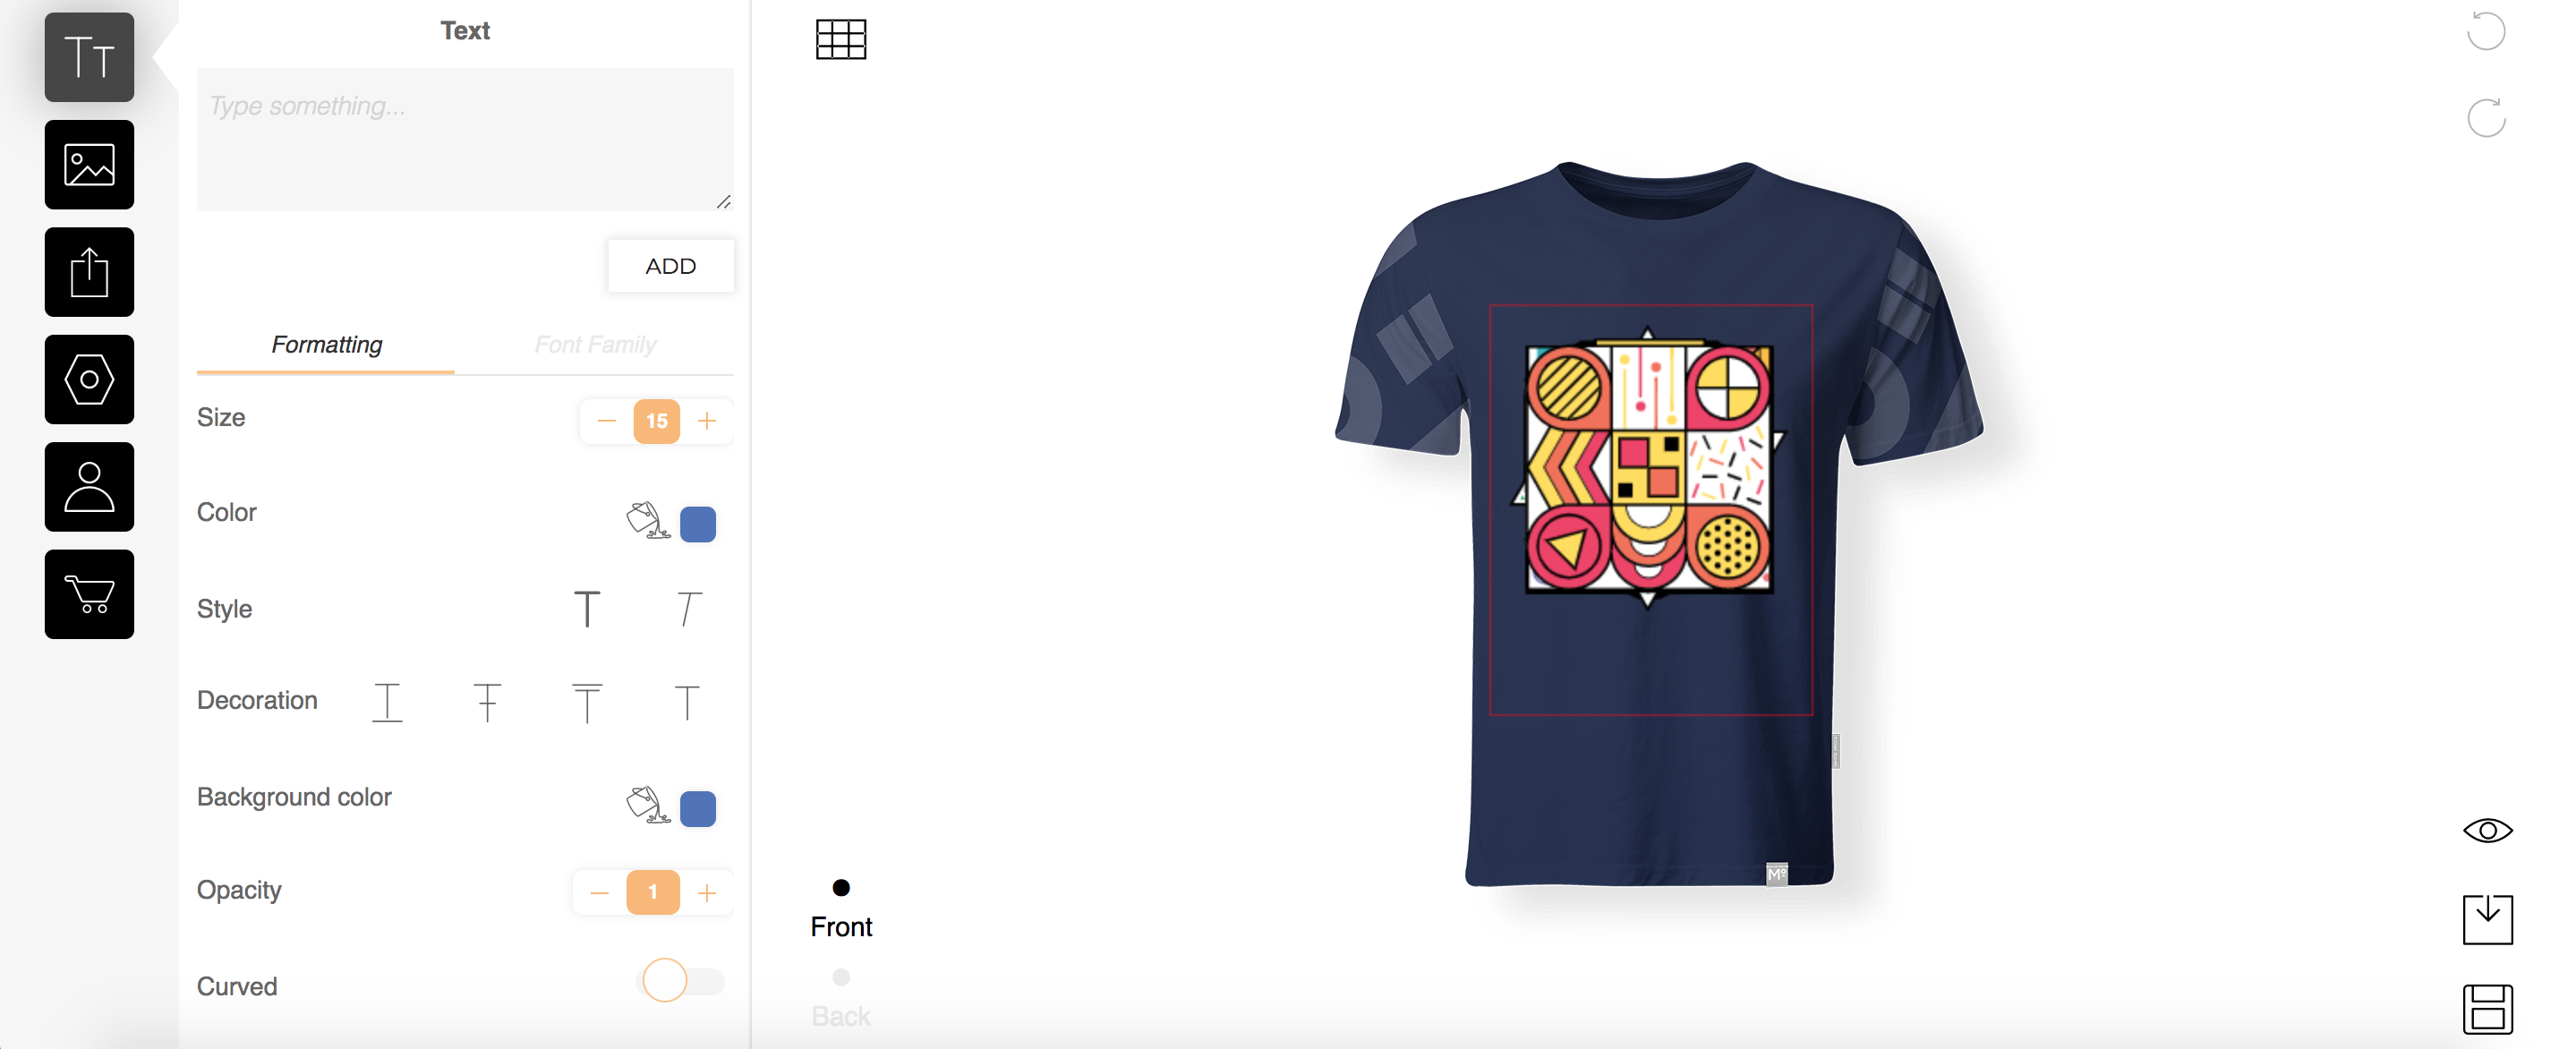 Text
Type something...
ADD
Formatting
Font Family
Size
15
Color
Style
Decoration
Background color
Opacity
1
Curved
Front
Back
Mº